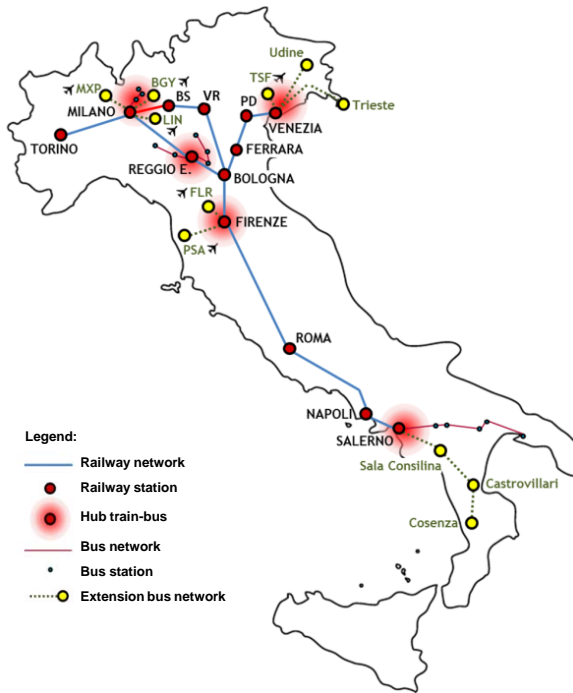 Udine
TSF
BGY
MXP
BS
VR
PD
Trieste
MILANO
LIN
VENEZIA
TORINO
FERRARA
REGGIO E.
BOLOGNA
FLR
FIRENZE
PSA
ROMA
NAPOLI
SALERNO
Sala Consilina
Castrovillari
Cosenza
Legend:
Railway network
Railway station
Hub train-bus
Bus network
Bus station
Extension bus network